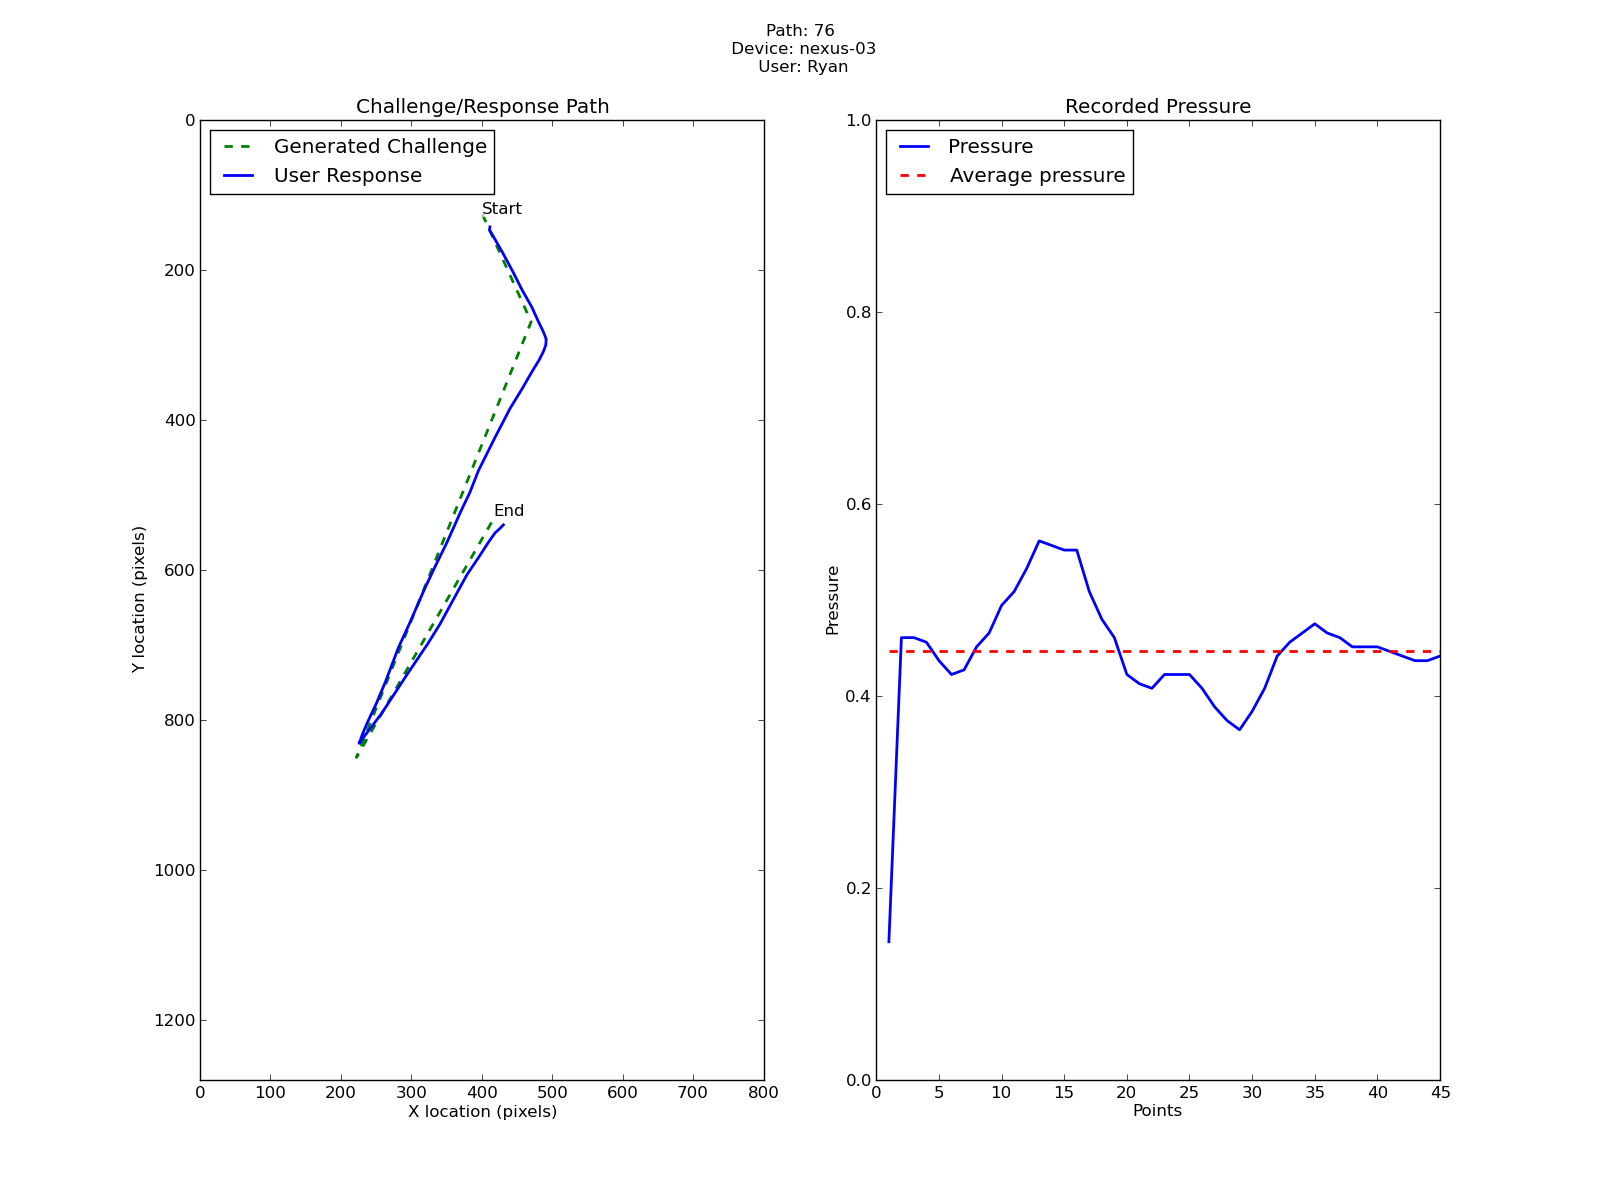 Path: 76
Device: nexus-03
User: Ryan
Challenge/Response Path
Generated Challenge
User Response
Start
End
0
200
400
600
800
1000
1200
Y location (pixels)
0 100 200 300 400 500 600 700 800
X location (pixels)
Recorded Pressure
Pressure
Average pressure
1.0
0.8
0.6
0.4
0.2
0.0
Pressure
0 5 10 15 20 25 30 35 40 45
Points